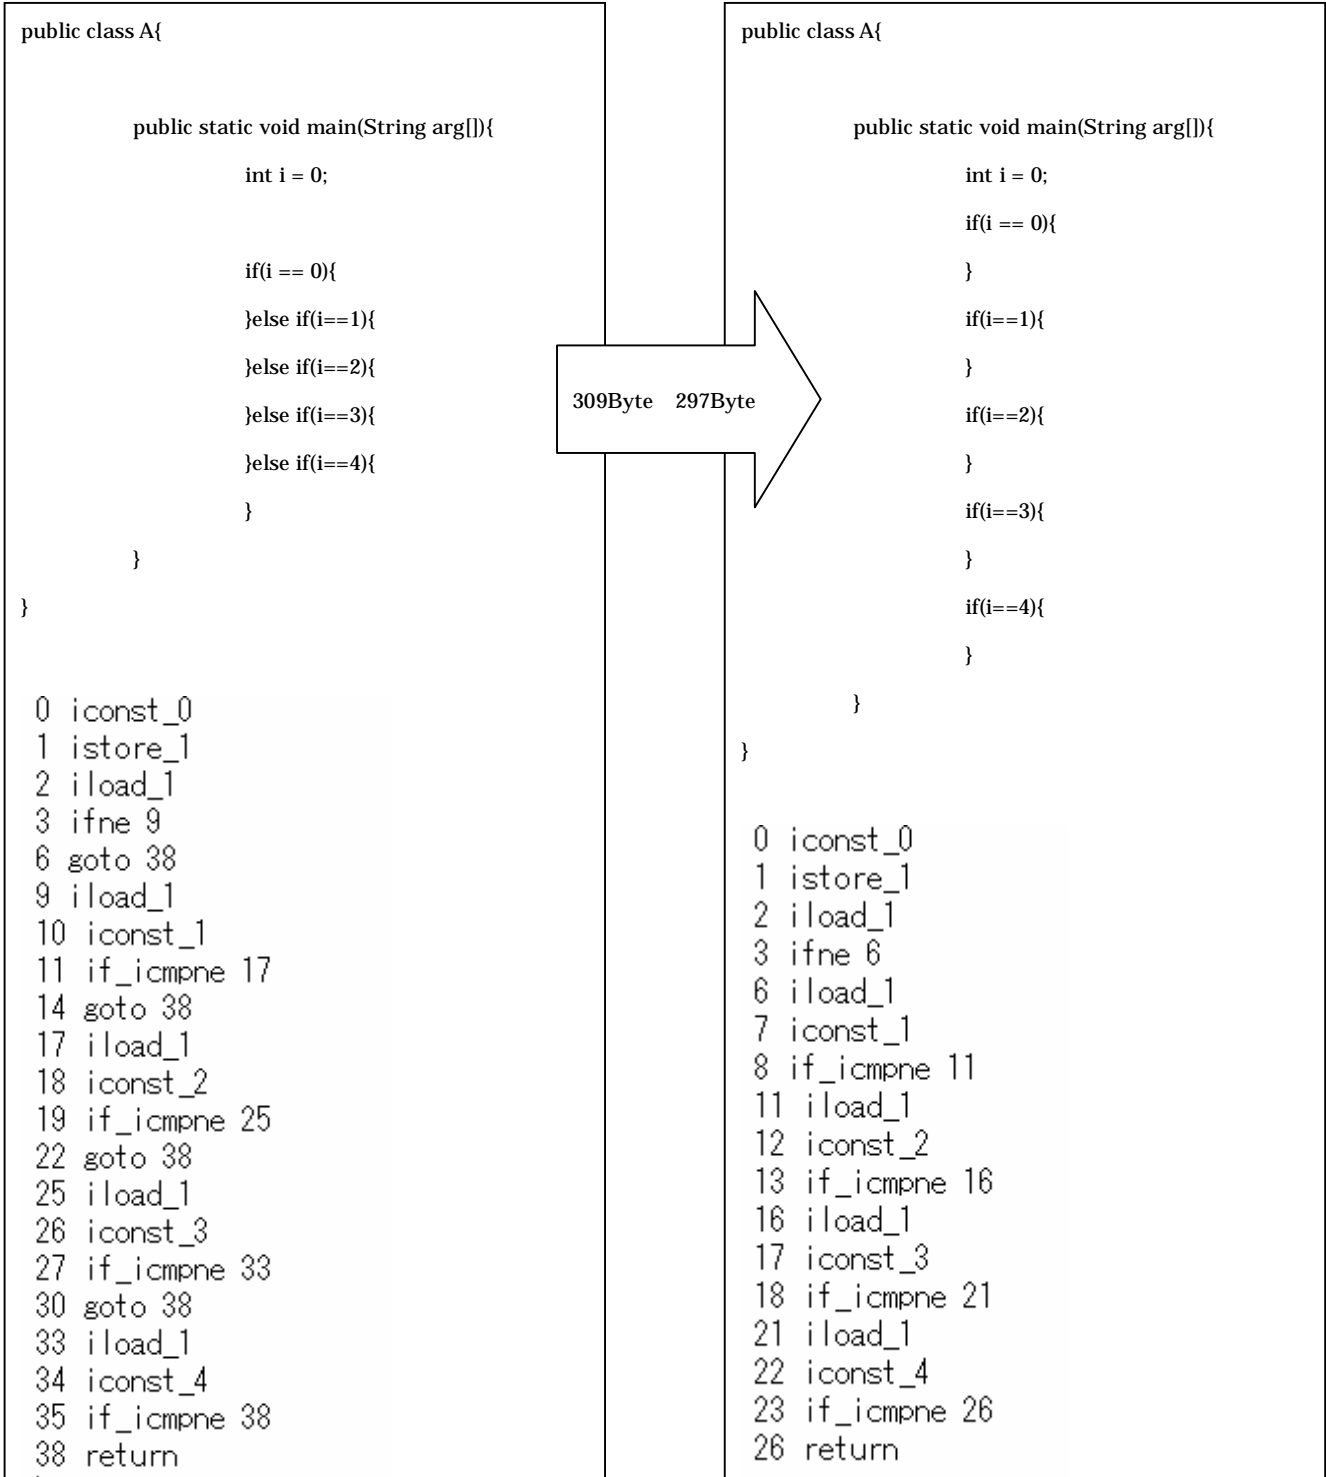 public class A{
public static void main(String arg[]){
int i = 0;
if(i == 0){
}else if(i==1){
}else if(i==2){
}else if(i==3){
}else if(i==4){
}
}
}
0 iconst_0
1 istore_1
2 iload_1
3 ifne 9
6 goto 38
9 iload_1
10 iconst_1
11 if_icmpne 17
14 goto 38
17 iload_1
18 iconst_2
19 if_icmpne 25
22 goto 38
25 iload_1
26 iconst_3
27 if_icmpne 33
30 goto 38
33 iload_1
34 iconst_4
35 if_icmpne 38
38 return
309Byte 297Byte
public class A{
public static void main(String arg[]){
int i = 0;
if(i == 0){
}
if(i==1){
}
if(i==2){
}
if(i==3){
}
if(i==4){
}
}
}
0 iconst_0
1 istore_1
2 iload_1
3 ifne 6
6 iload_1
7 iconst_1
8 if_icmpne 11
11 iload_1
12 iconst_2
13 if_icmpne 16
16 iload_1
17 iconst_3
18 if_icmpne 21
21 iload_1
22 iconst_4
23 if_icmpne 26
26 return